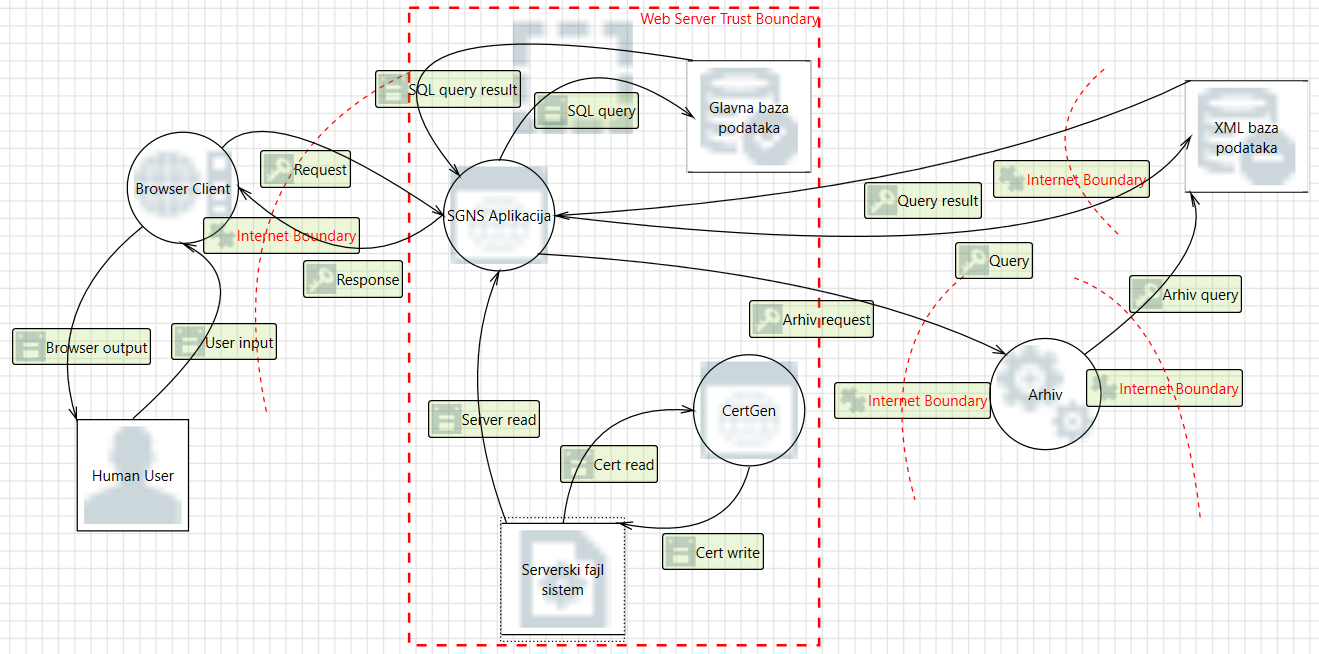 Web Server Trust Boundary
SQL query result
SQL query
Glavna baza
podataka
XML baza
podataka
Request
Browser Client
Internet Boundary
Query result
SGNS Aplikacija
Internet Boundary
Response
Query
Arhiv query
Browser output
User input
Arhiv request
Internet Boundary
Arhiv
Internet Boundary
Server read
CertGen
Human User
Cert read
Cert write
Serverski fajl
sistem